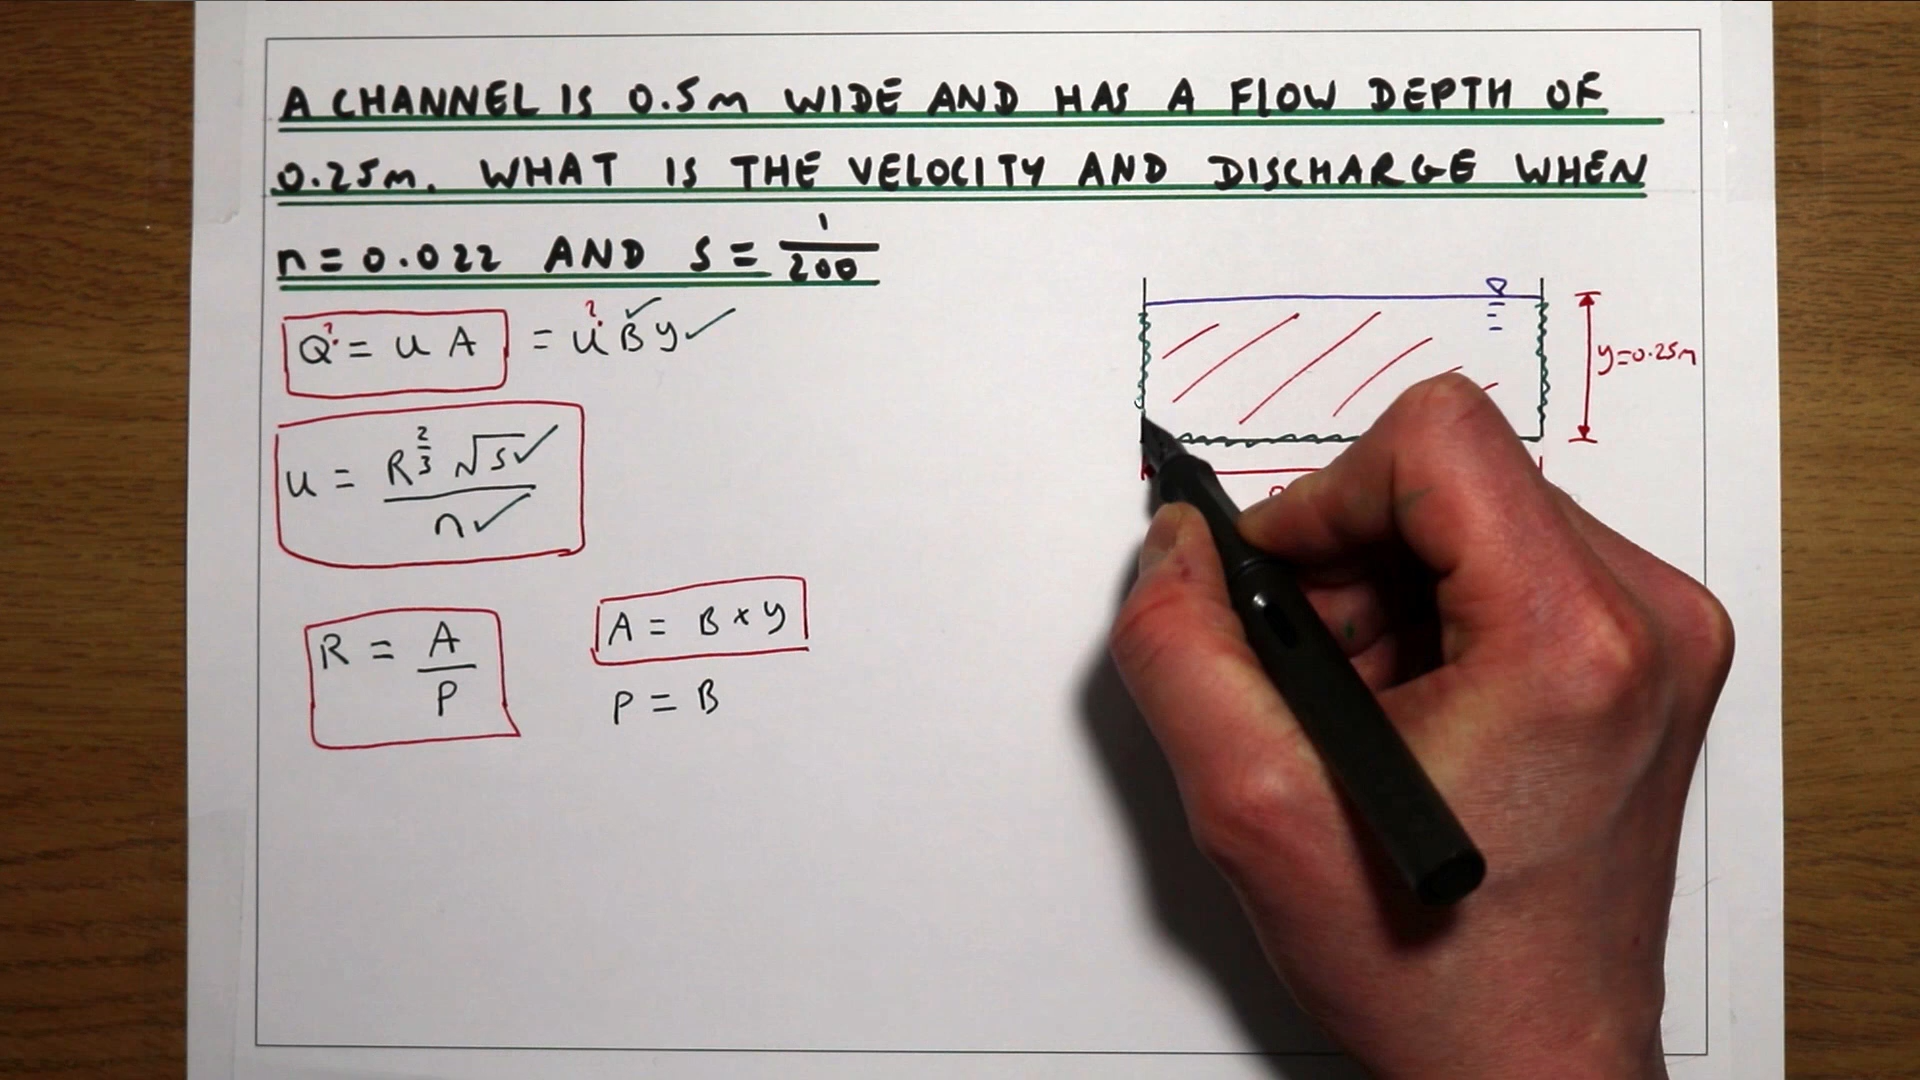 A CHANNEL IS 0.5m WIDE AND HAS A FLOW DEPTH OF
0.25m. WHAT IS THE VELOCITY AND DISCHARGE WHEN
n = 0.022 AND S = 1/200
Q? = u A = u? B y
u = R^(2/3) √s / n
y=0.25m
R = A / P
A = B × y
P = B